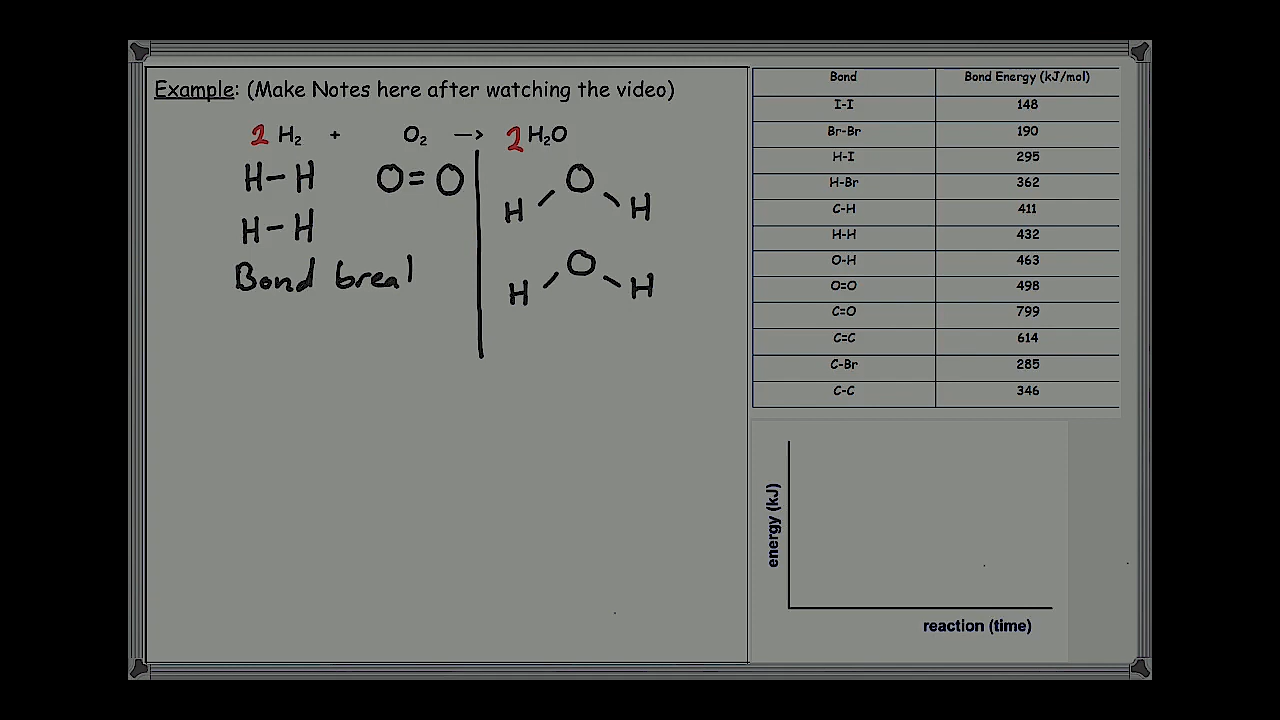 Example: (Make Notes here after watching the video)
2 H₂ + O₂ —> 2 H₂O
H-H O=O O
H H
H-H
O
H H
Bond break
Bond Bond Energy (kJ/mol)
I-I 148
Br-Br 190
H-I 295
H-Br 362
C-H 411
H-H 432
O-H 463
O=O 498
C=O 799
C=C 614
C-Br 285
C-C 346
energy (kJ)
reaction (time)